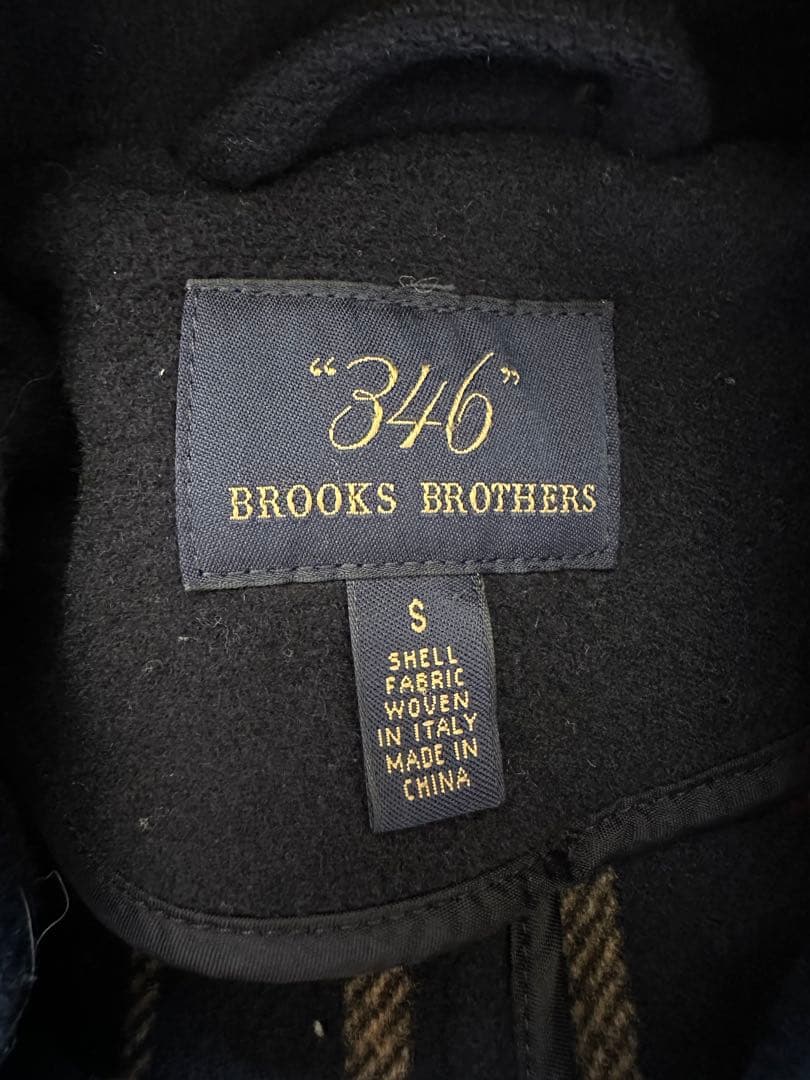 “346”
BROOKS BROTHERS
S
SHELL
FABRIC
WOVEN
IN ITALY
MADE IN
CHINA